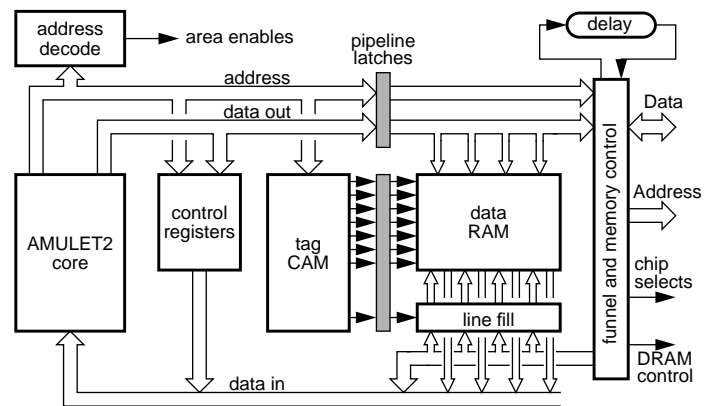 address
decode
area enables
pipeline
latches
delay
address
data out
Data
AMULET2
core
control
registers
tag
CAM
data
RAM
funnel and memory control
Address
chip
selects
line fill
DRAM
control
data in